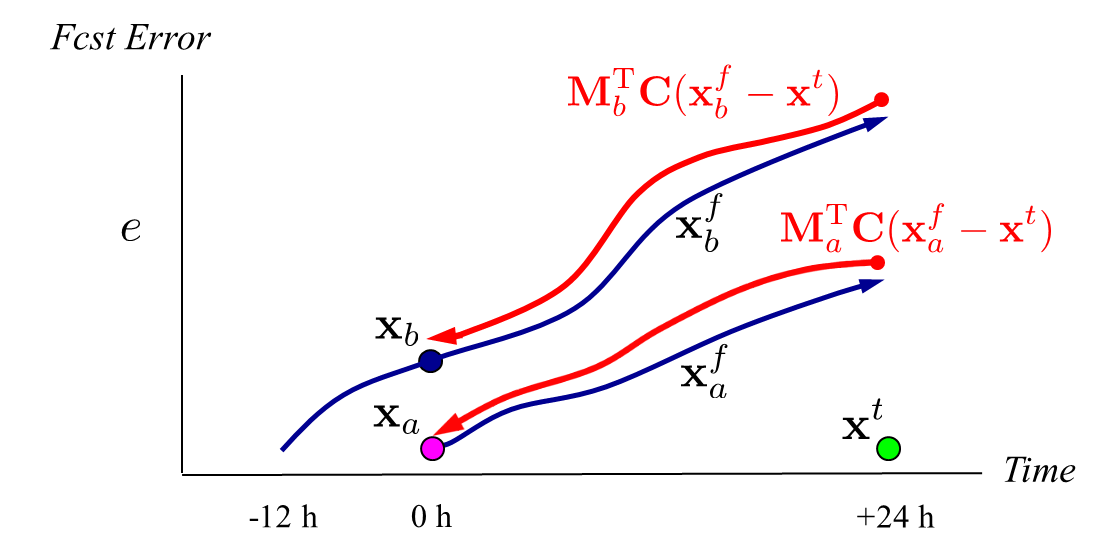 Fcst Error
M_b^T C(x_b^f − x^t)
x_b^f
M_a^T C(x_a^f − x^t)
e
x_b
x_a^f
x_a
x^t
Time
-12 h
0 h
+24 h